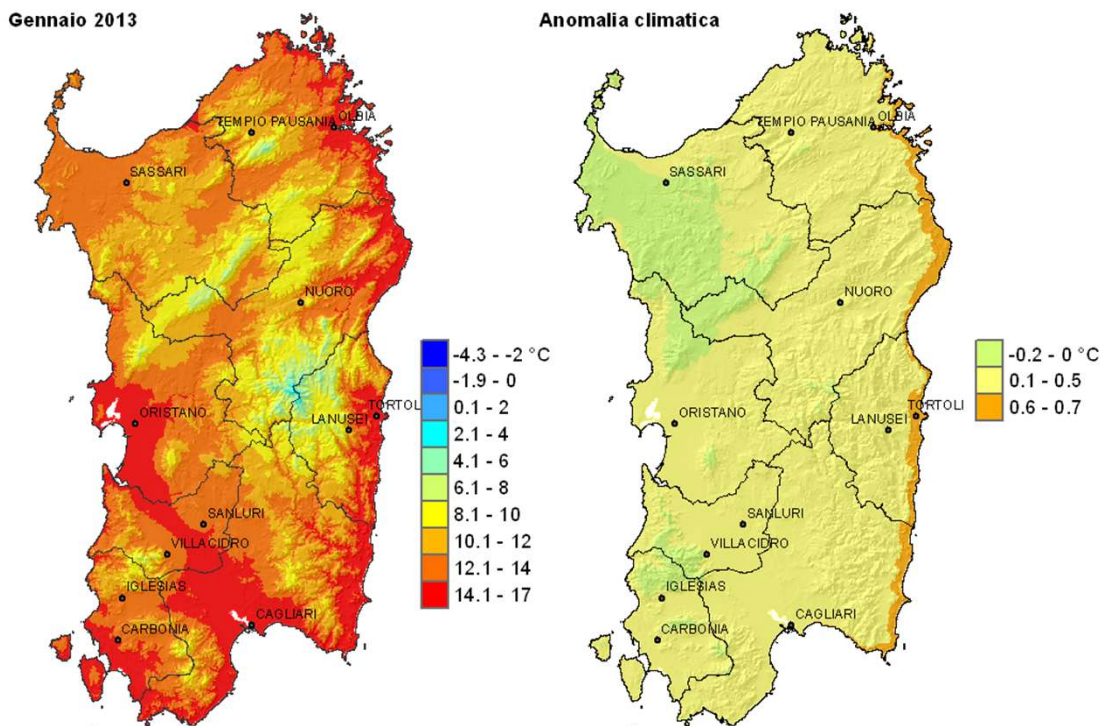 Gennaio 2013
TEMPIO PAUSANIA
OLBIA
SASSARI
NUORO
ORISTANO
LANUSEI
TORTOLI
SANLURI
VILLACIDRO
IGLESIAS
CARBONIA
CAGLIARI
-4.3 - -2 °C
-1.9 - 0
0.1 - 2
2.1 - 4
4.1 - 6
6.1 - 8
8.1 - 10
10.1 - 12
12.1 - 14
14.1 - 17
Anomalia climatica
TEMPIO PAUSANIA
OLBIA
SASSARI
NUORO
ORISTANO
LANUSEI
TORTOLI
SANLURI
VILLACIDRO
IGLESIAS
CARBONIA
CAGLIARI
-0.2 - 0 °C
0.1 - 0.5
0.6 - 0.7